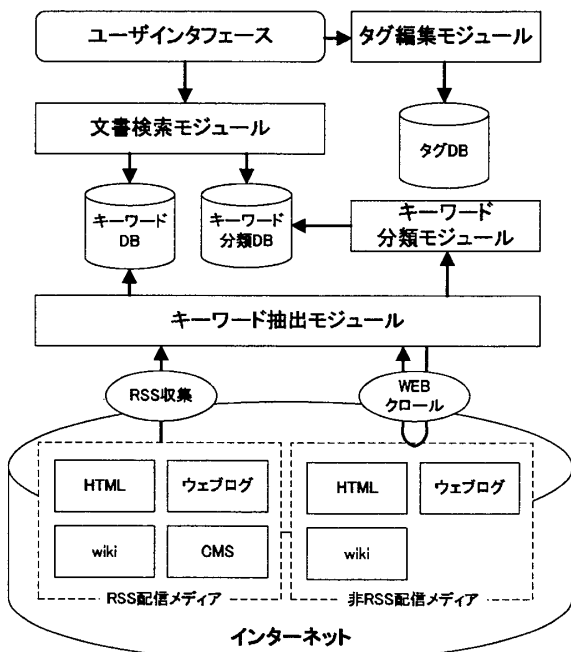 ユーザインタフェース
タグ編集モジュール
文書検索モジュール
タグDB
キーワード
DB
キーワード
分類DB
キーワード
分類モジュール
キーワード抽出モジュール
RSS収集
WEB
クロール
HTML
ウェブログ
HTML
ウェブログ
wiki
CMS
wiki
RSS配信メディア
非RSS配信メディア
インターネット